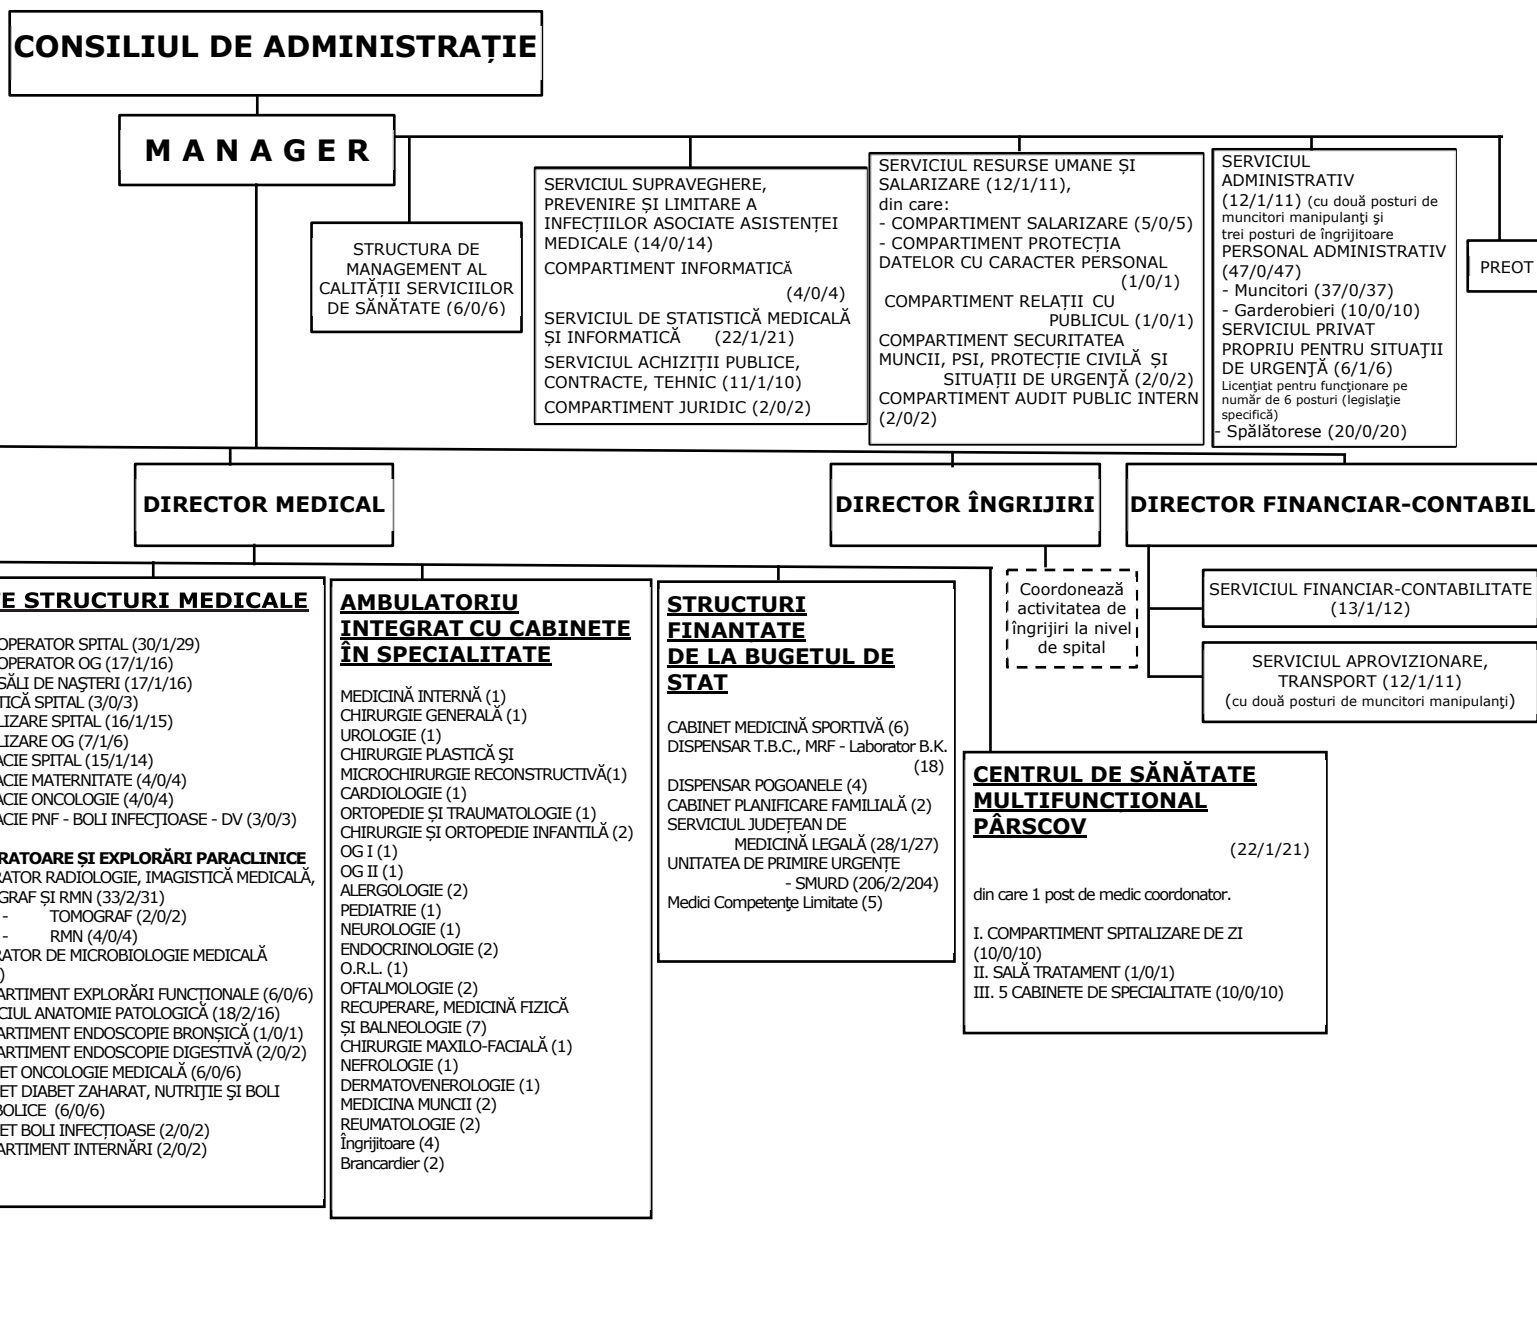 CONSILIUL DE ADMINISTRAȚIE
M A N A G E R
STRUCTURA DE
MANAGEMENT AL
CALITĂȚII SERVICIILOR
DE SĂNĂTATE (6/0/6)
SERVICIUL SUPRAVEGHERE,
PREVENIRE ȘI LIMITARE A
INFECȚIILOR ASOCIATE ASISTENȚEI
MEDICALE (14/0/14)
COMPARTIMENT INFORMATICĂ
(4/0/4)
SERVICIUL DE STATISTICĂ MEDICALĂ
ȘI INFORMATICĂ (22/1/21)
SERVICIUL ACHIZIȚII PUBLICE,
CONTRACTE, TEHNIC (11/1/10)
COMPARTIMENT JURIDIC (2/0/2)
SERVICIUL RESURSE UMANE ȘI
SALARIZARE (12/1/11),
din care:
- COMPARTIMENT SALARIZARE (5/0/5)
- COMPARTIMENT PROTECȚIA
DATELOR CU CARACTER PERSONAL
(1/0/1)
COMPARTIMENT RELAȚII CU
PUBLICUL (1/0/1)
COMPARTIMENT SECURITATEA
MUNCII, PSI, PROTECȚIE CIVILĂ ȘI
SITUAȚII DE URGENŢĂ (2/0/2)
COMPARTIMENT AUDIT PUBLIC INTERN
(2/0/2)
SERVICIUL
ADMINISTRATIV
(12/1/11) (cu două posturi de
muncitori manipulanţi şi
trei posturi de îngrijitoare
PERSONAL ADMINISTRATIV
(47/0/47)
- Muncitori (37/0/37)
- Garderobieri (10/0/10)
SERVICIUL PRIVAT
PROPRIU PENTRU SITUAŢII
DE URGENŢĂ (6/1/6)
Licenţiat pentru funcţionare pe
număr de 6 posturi (legislaţie
specifică)
- Spălătorese (20/0/20)
PREOT
DIRECTOR MEDICAL
DIRECTOR ÎNGRIJIRI
DIRECTOR FINANCIAR-CONTABIL
Coordonează
activitatea de
îngrijiri la nivel
de spital
SERVICIUL FINANCIAR-CONTABILITATE
(13/1/12)
SERVICIUL APROVIZIONARE,
TRANSPORT (12/1/11)
(cu două posturi de muncitori manipulanţi)
E STRUCTURI MEDICALE
OPERATOR SPITAL (30/1/29)
OPERATOR OG (17/1/16)
SĂLI DE NAŞTERI (17/1/16)
TICĂ SPITAL (3/0/3)
LIZARE SPITAL (16/1/15)
LIZARE OG (7/1/6)
ACIE SPITAL (15/1/14)
ACIE MATERNITATE (4/0/4)
ACIE ONCOLOGIE (4/0/4)
ACIE PNF - BOLI INFECŢIOASE - DV (3/0/3)
RATOARE ȘI EXPLORĂRI PARACLINICE
RATOR RADIOLOGIE, IMAGISTICĂ MEDICALĂ,
GRAF ȘI RMN (33/2/31)
- TOMOGRAF (2/0/2)
- RMN (4/0/4)
RATOR DE MICROBIOLOGIE MEDICALĂ
)
ARTIMENT EXPLORĂRI FUNCȚIONALE (6/0/6)
CIUL ANATOMIE PATOLOGICĂ (18/2/16)
ARTIMENT ENDOSCOPIE BRONȘICĂ (1/0/1)
ARTIMENT ENDOSCOPIE DIGESTIVĂ (2/0/2)
ET ONCOLOGIE MEDICALĂ (6/0/6)
ET DIABET ZAHARAT, NUTRIŢIE ŞI BOLI
BOLICE (6/0/6)
ET BOLI INFECȚIOASE (2/0/2)
ARTIMENT INTERNĂRI (2/0/2)
AMBULATORIU
INTEGRAT CU CABINETE
ÎN SPECIALITATE
MEDICINĂ INTERNĂ (1)
CHIRURGIE GENERALĂ (1)
UROLOGIE (1)
CHIRURGIE PLASTICĂ ŞI
MICROCHIRURGIE RECONSTRUCTIVĂ(1)
CARDIOLOGIE (1)
ORTOPEDIE ȘI TRAUMATOLOGIE (1)
CHIRURGIE ȘI ORTOPEDIE INFANTILĂ (2)
OG I (1)
OG II (1)
ALERGOLOGIE (2)
PEDIATRIE (1)
NEUROLOGIE (1)
ENDOCRINOLOGIE (2)
O.R.L. (1)
OFTALMOLOGIE (2)
RECUPERARE, MEDICINĂ FIZICĂ
ȘI BALNEOLOGIE (7)
CHIRURGIE MAXILO-FACIALĂ (1)
NEFROLOGIE (1)
DERMATOVENEROLOGIE (1)
MEDICINA MUNCII (2)
REUMATOLOGIE (2)
Îngrijitoare (4)
Brancardier (2)
STRUCTURI
FINANȚATE
DE LA BUGETUL DE
STAT
CABINET MEDICINĂ SPORTIVĂ (6)
DISPENSAR T.B.C., MRF - Laborator B.K.
(18)
DISPENSAR POGOANELE (4)
CABINET PLANIFICARE FAMILIALĂ (2)
SERVICIUL JUDEȚEAN DE
MEDICINĂ LEGALĂ (28/1/27)
UNITATEA DE PRIMIRE URGENȚE
- SMURD (206/2/204)
Medici Competenţe Limitate (5)
CENTRUL DE SĂNĂTATE
MULTIFUNCȚIONAL
PÂRSCOV
(22/1/21)
din care 1 post de medic coordonator.
I. COMPARTIMENT SPITALIZARE DE ZI
(10/0/10)
II. SALĂ TRATAMENT (1/0/1)
III. 5 CABINETE DE SPECIALITATE (10/0/10)